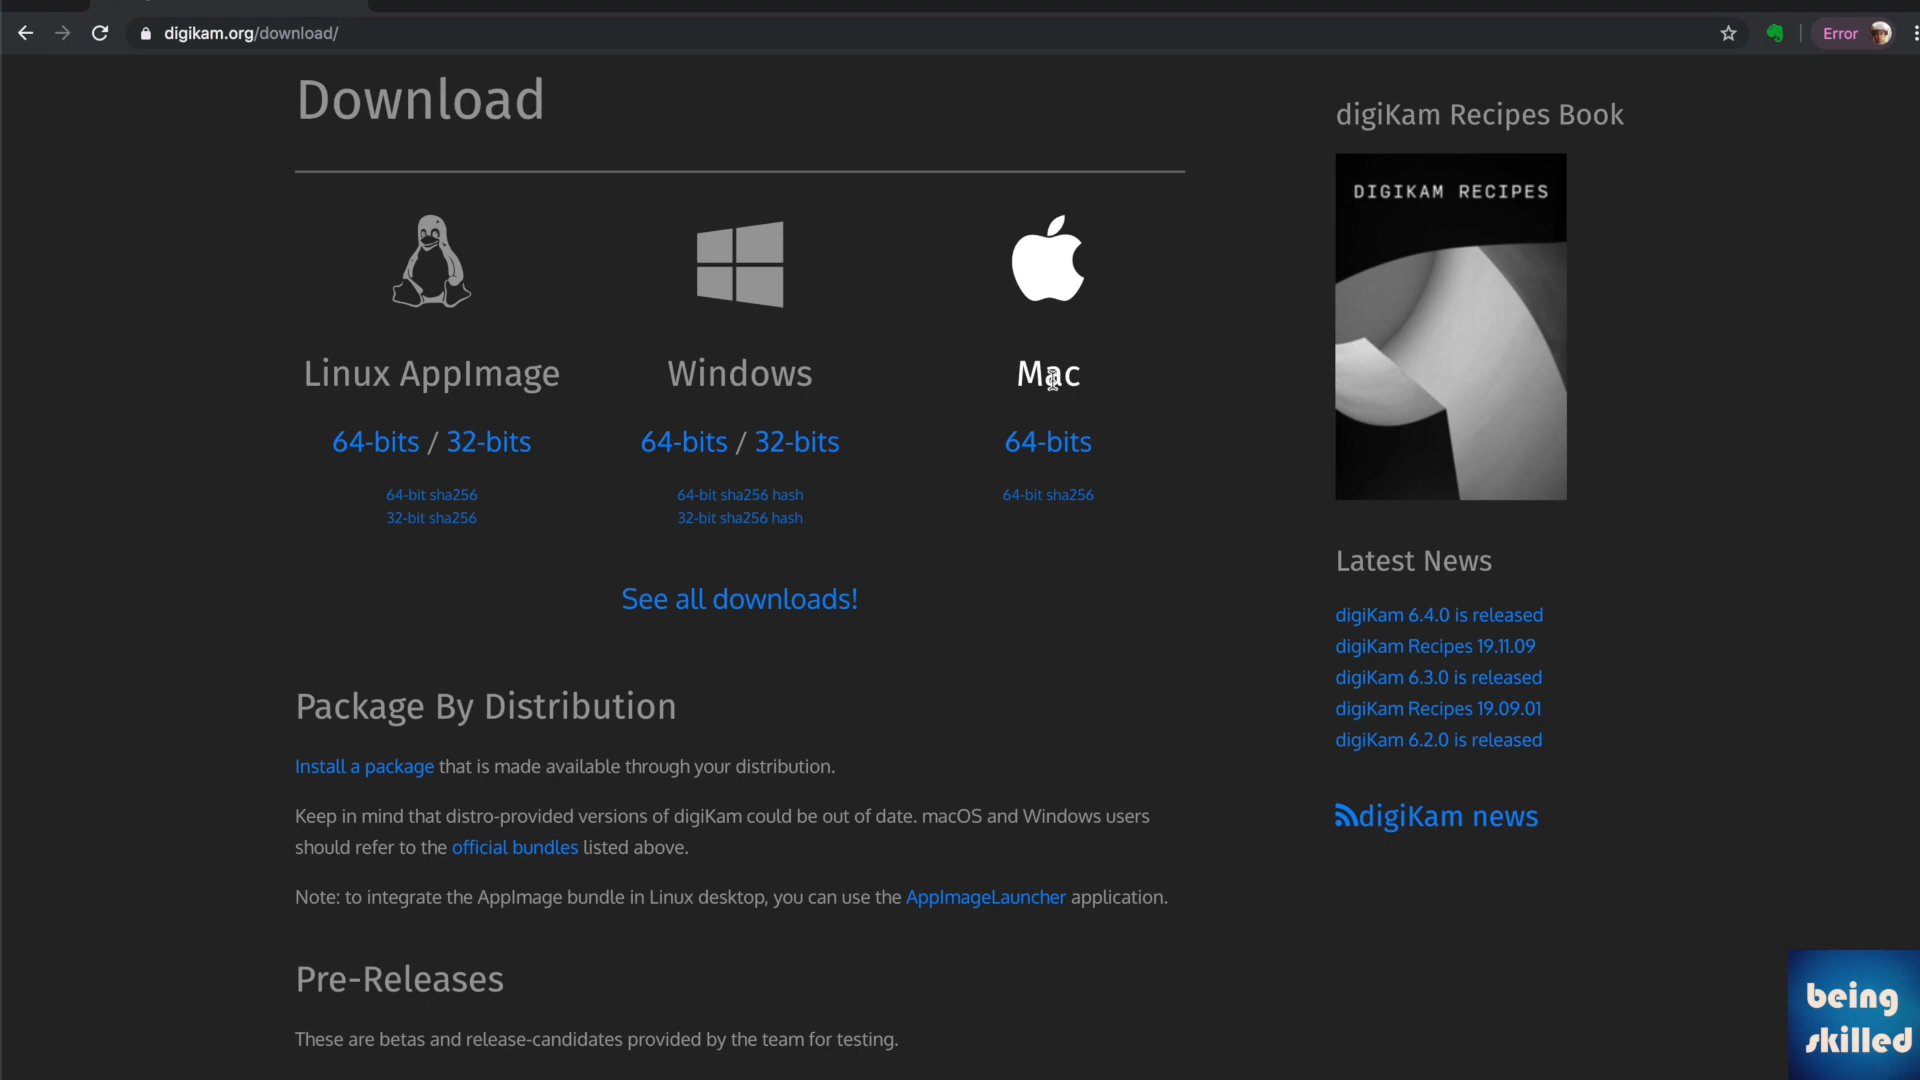 digikam.org/download/
Error
Download
Linux AppImage
64-bits / 32-bits
64-bit sha256
32-bit sha256
Windows
64-bits / 32-bits
64-bit sha256 hash
32-bit sha256 hash
Mac
64-bits
64-bit sha256
See all downloads!
Package By Distribution
Install a package that is made available through your distribution.
Keep in mind that distro-provided versions of digiKam could be out of date. macOS and Windows users
should refer to the official bundles listed above.
Note: to integrate the AppImage bundle in Linux desktop, you can use the AppImageLauncher application.
Pre-Releases
These are betas and release-candidates provided by the team for testing.
digiKam Recipes Book
DIGIKAM RECIPES
Latest News
digiKam 6.4.0 is released
digiKam Recipes 19.11.09
digiKam 6.3.0 is released
digiKam Recipes 19.09.01
digiKam 6.2.0 is released
digiKam news
being
skilled